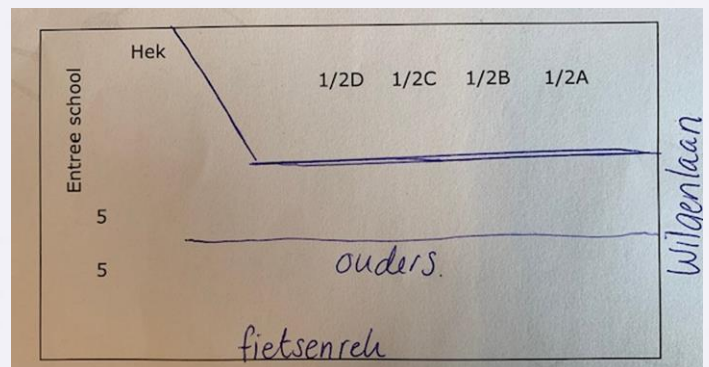 Hek
1/2D 1/2C 1/2B 1/2A
Entree school
Wilgenlaan
5
ouders.
5
fietsenrek